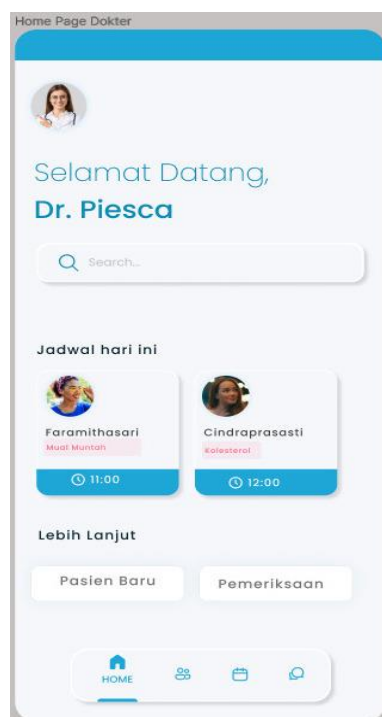 Home Page Dokter
Selamat Datang,
Dr. Piesca
Search...
Jadwal hari ini
Faramithasari
Mual Muntah
11:00
Cindraprasasti
Kolesterol
12:00
Lebih Lanjut
Pasien Baru
Pemeriksaan
HOME